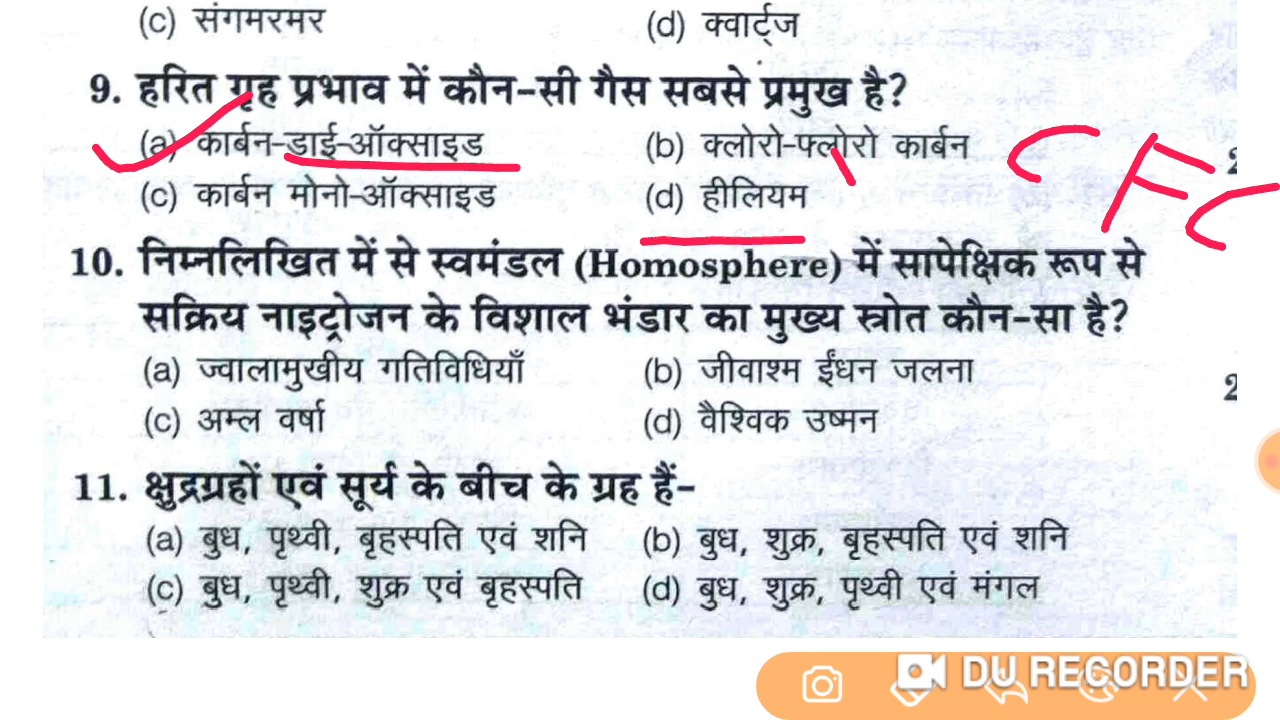 (c) संगमरमर (d) क्वार्ट्ज
9. हरित गृह प्रभाव में कौन-सी गैस सबसे प्रमुख है?
(a) कार्बन-डाई-ऑक्साइड (b) क्लोरो-फ्लोरो कार्बन CFC
(c) कार्बन मोनो-ऑक्साइड (d) हीलियम
10. निम्नलिखित में से स्वमंडल (Homosphere) में सापेक्षिक रूप से
सक्रिय नाइट्रोजन के विशाल भंडार का मुख्य स्त्रोत कौन-सा है?
(a) ज्वालामुखीय गतिविधियाँ (b) जीवाश्म ईंधन जलना
(c) अम्ल वर्षा (d) वैश्विक उष्मन
11. क्षुद्रग्रहों एवं सूर्य के बीच के ग्रह हैं-
(a) बुध, पृथ्वी, बृहस्पति एवं शनि (b) बुध, शुक्र, बृहस्पति एवं शनि
(c) बुध, पृथ्वी, शुक्र एवं बृहस्पति (d) बुध, शुक्र, पृथ्वी एवं मंगल
DU RECORDER